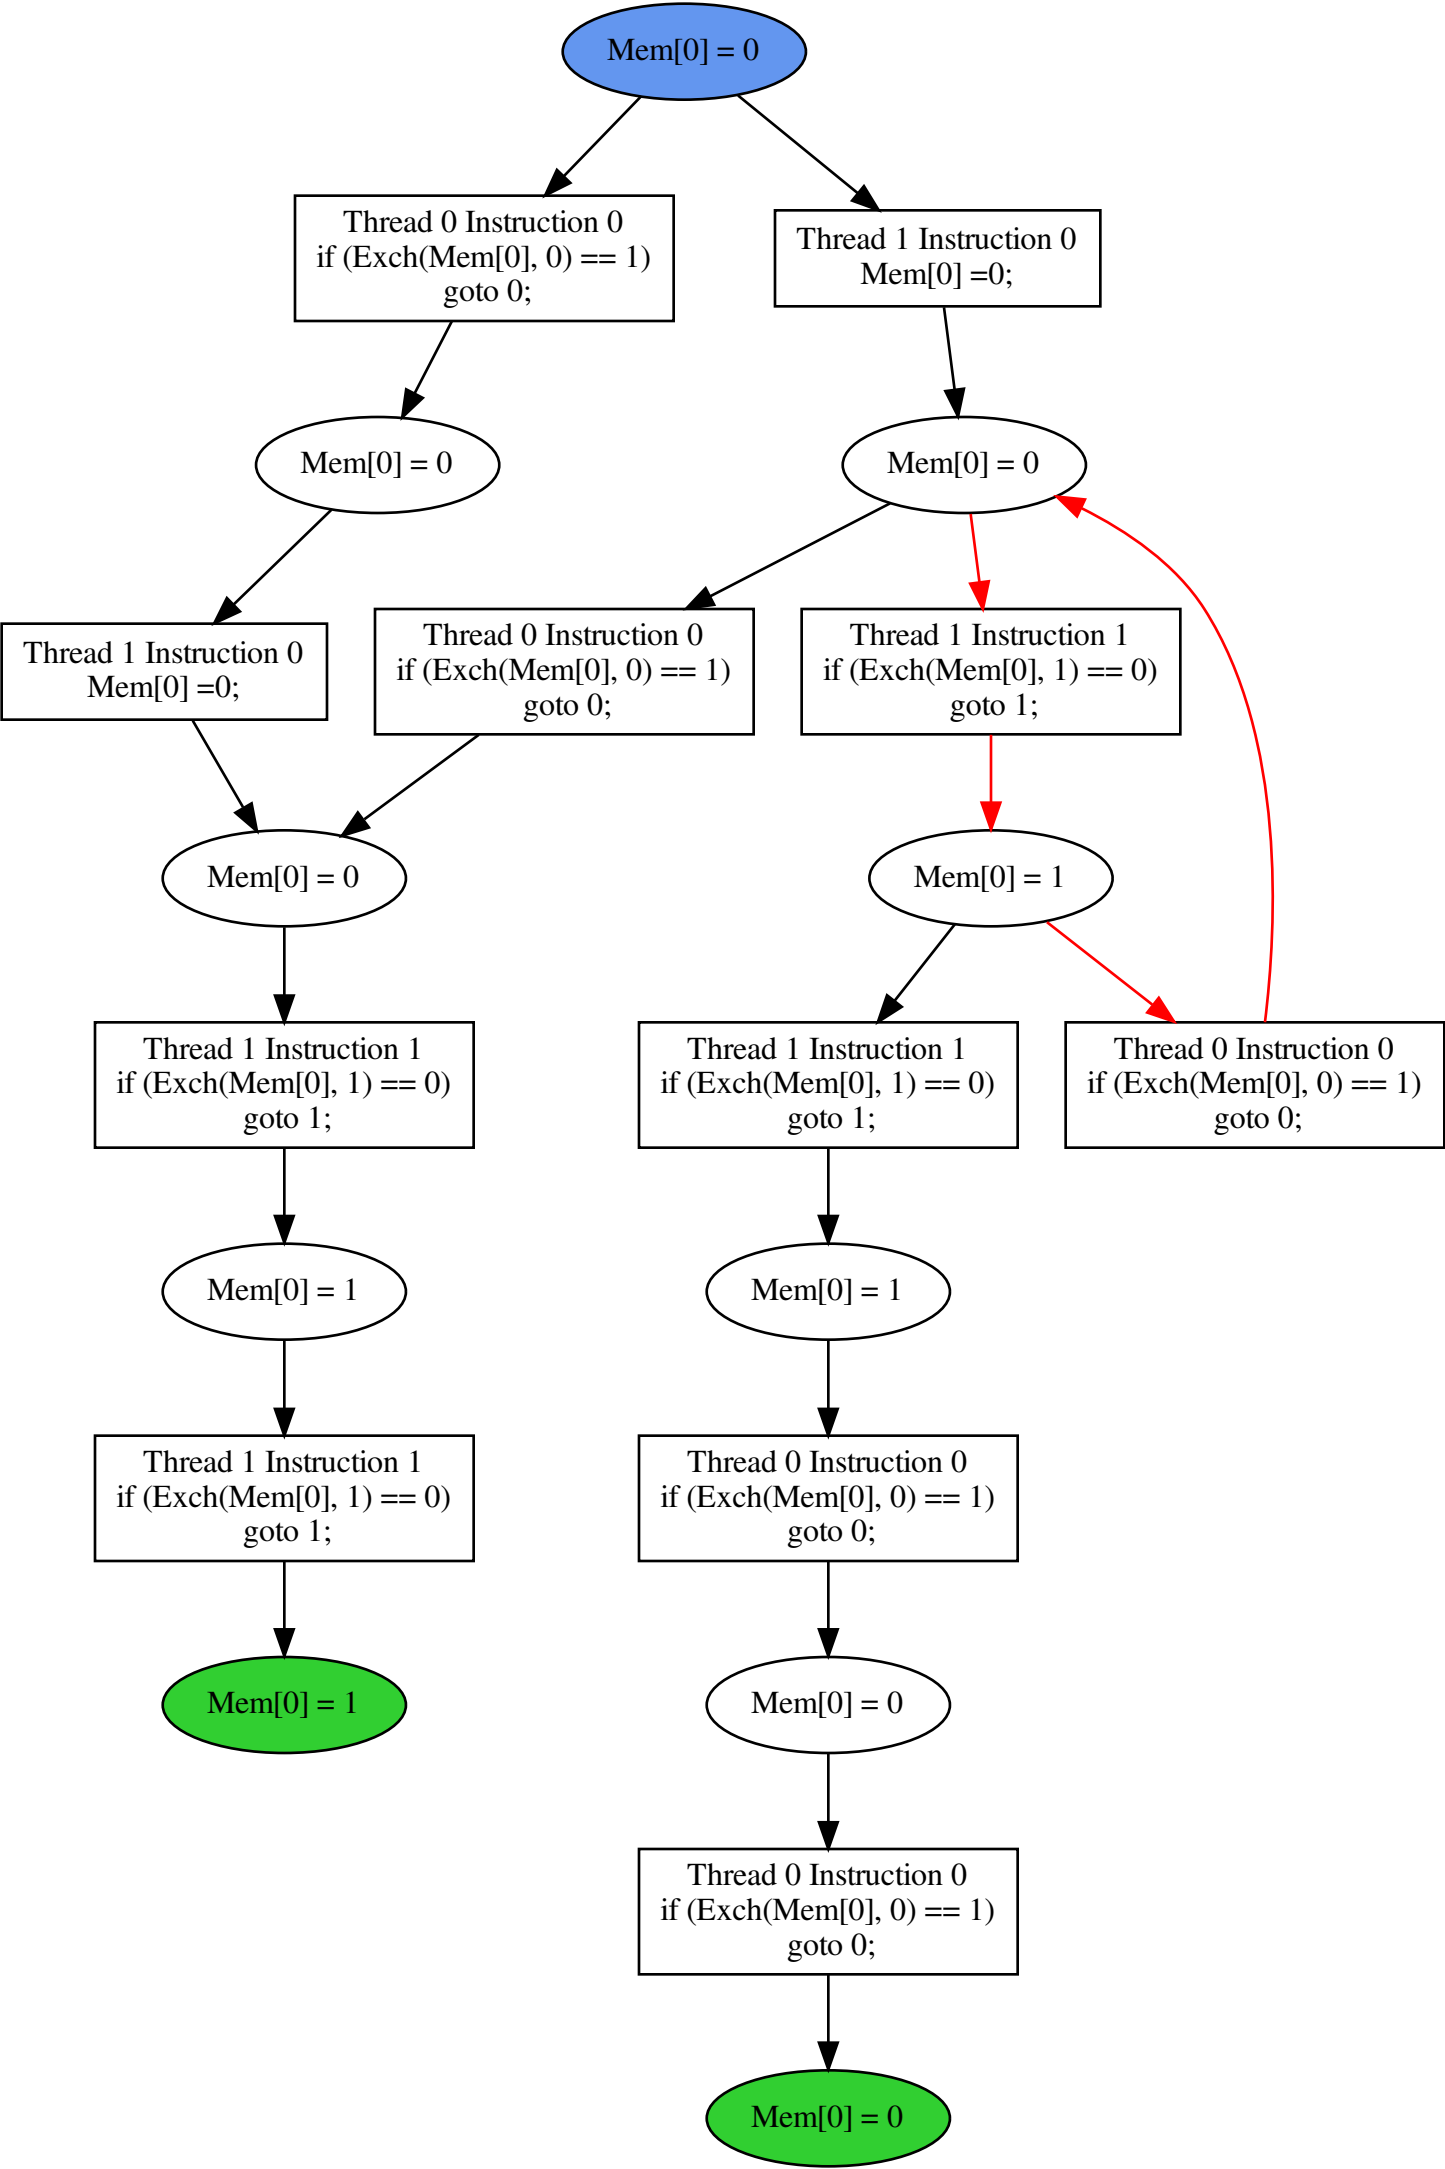 Mem[0] = 0
Thread 0 Instruction 0
if (Exch(Mem[0], 0) == 1)
goto 0;
Thread 1 Instruction 0
Mem[0] =0;
Mem[0] = 0
Mem[0] = 0
Thread 1 Instruction 0
Mem[0] =0;
Thread 0 Instruction 0
if (Exch(Mem[0], 0) == 1)
goto 0;
Thread 1 Instruction 1
if (Exch(Mem[0], 1) == 0)
goto 1;
Mem[0] = 0
Mem[0] = 1
Thread 1 Instruction 1
if (Exch(Mem[0], 1) == 0)
goto 1;
Thread 1 Instruction 1
if (Exch(Mem[0], 1) == 0)
goto 1;
Thread 0 Instruction 0
if (Exch(Mem[0], 0) == 1)
goto 0;
Mem[0] = 1
Mem[0] = 1
Thread 1 Instruction 1
if (Exch(Mem[0], 1) == 0)
goto 1;
Thread 0 Instruction 0
if (Exch(Mem[0], 0) == 1)
goto 0;
Mem[0] = 1
Mem[0] = 0
Thread 0 Instruction 0
if (Exch(Mem[0], 0) == 1)
goto 0;
Mem[0] = 0